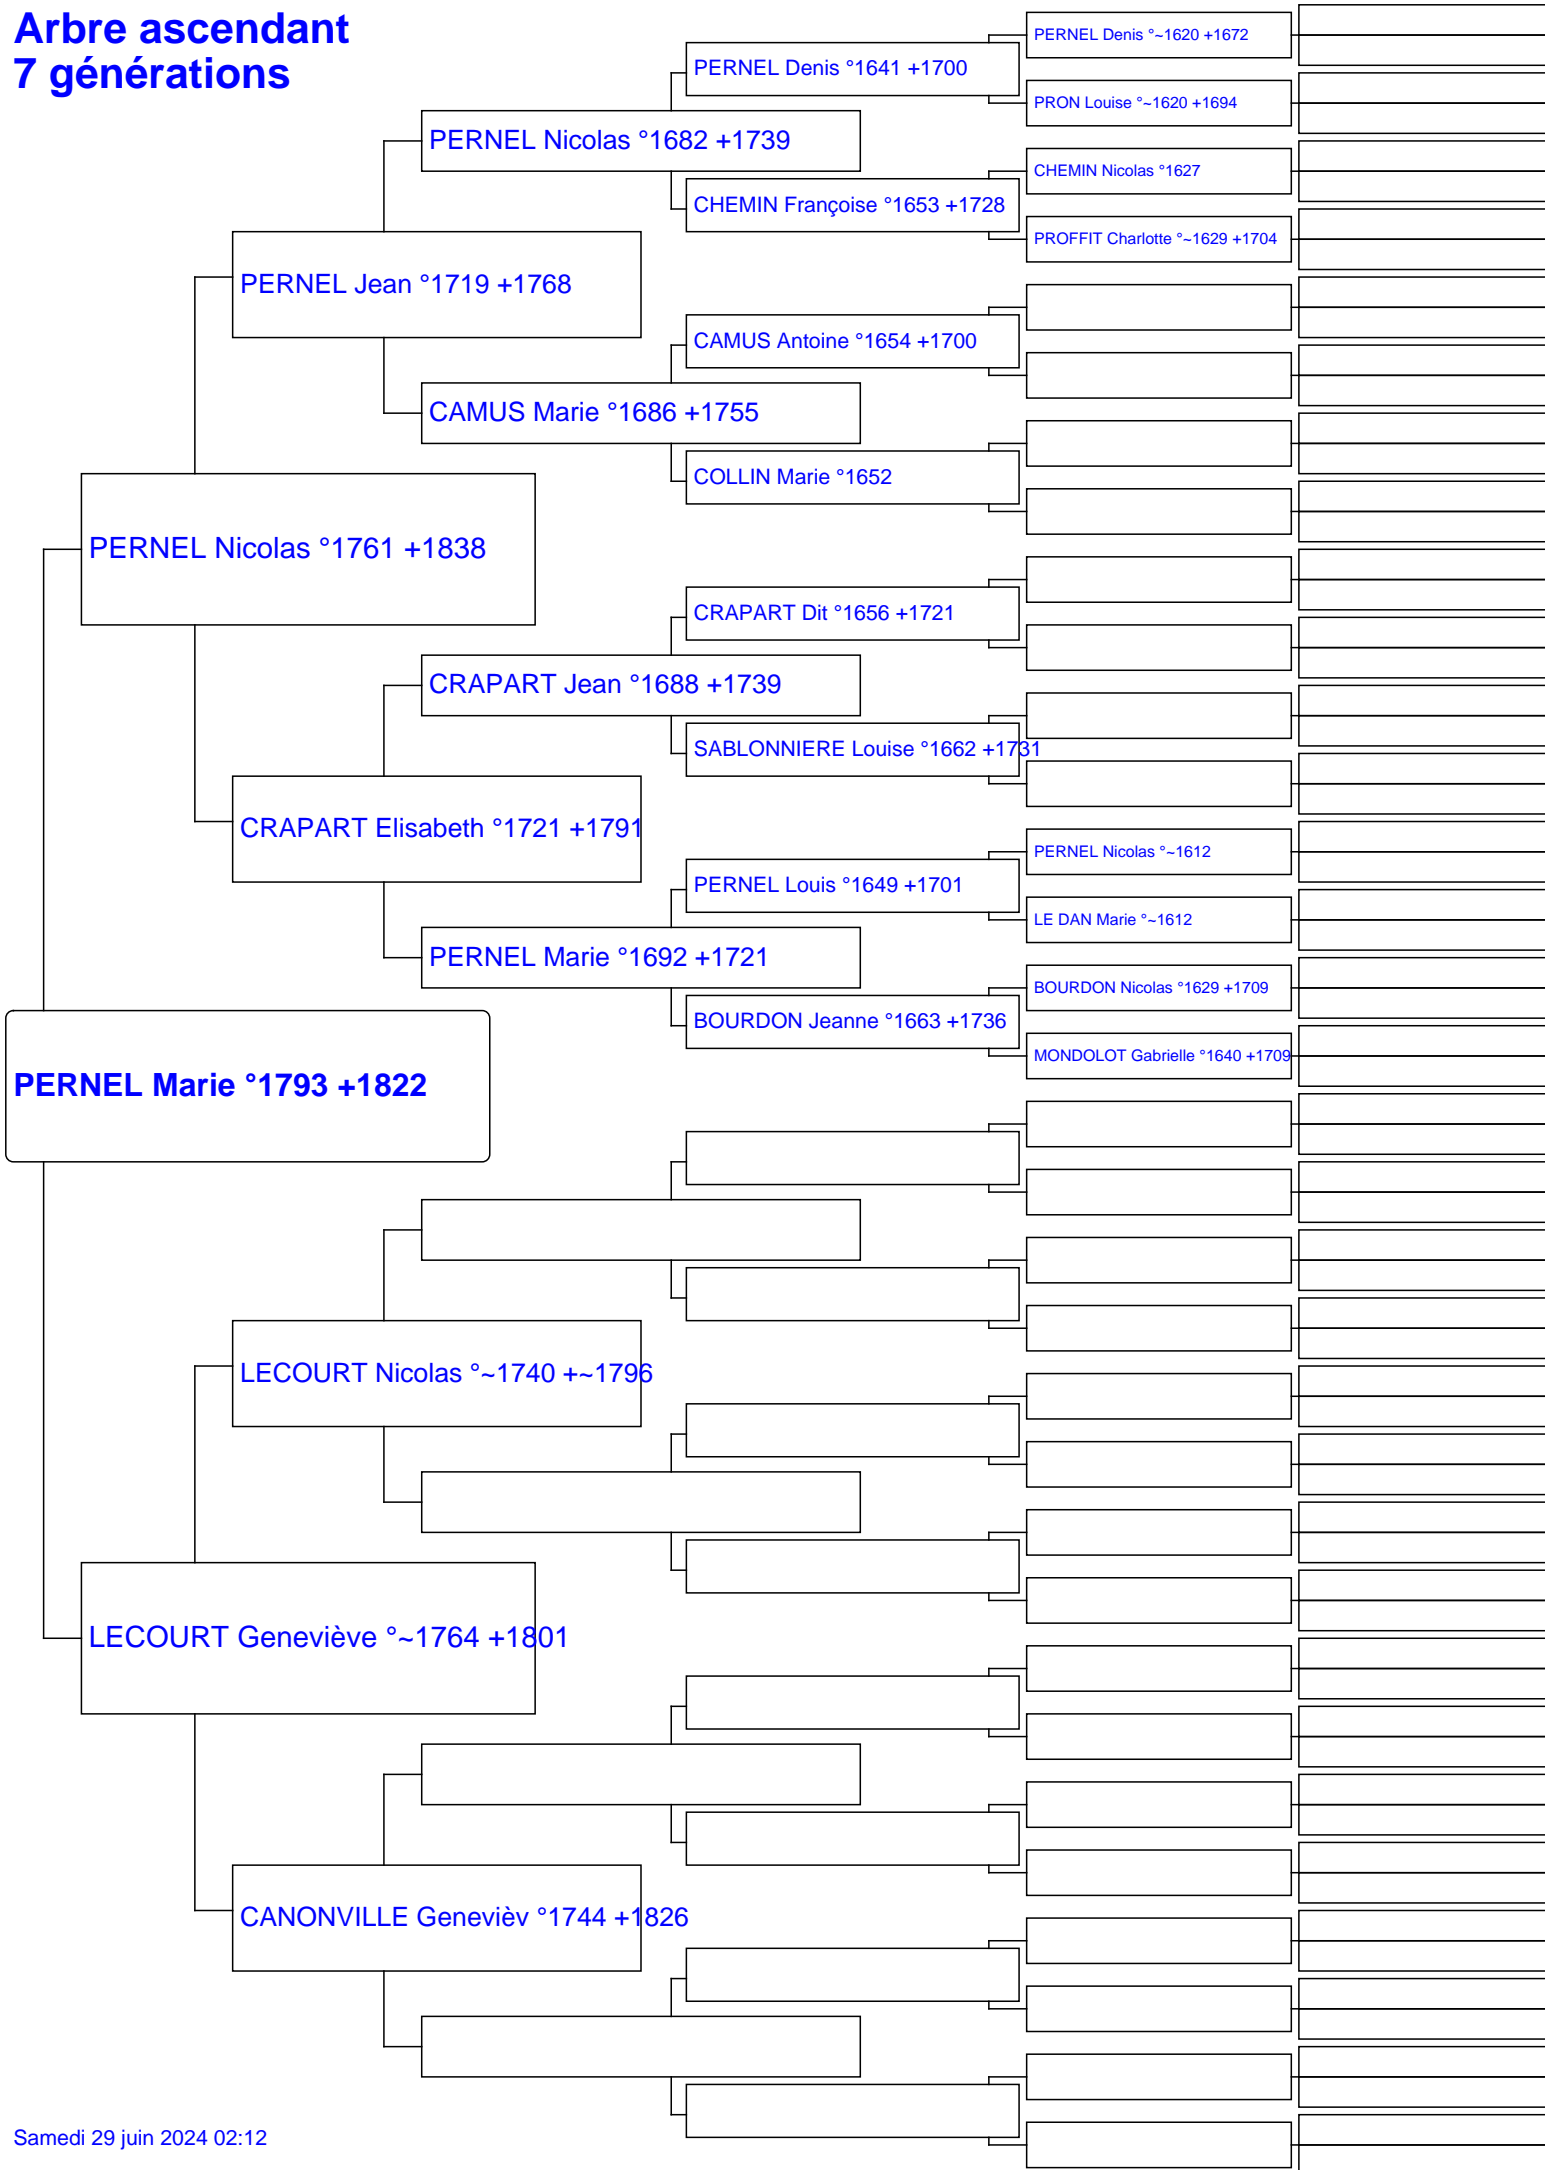 Arbre ascendant
7 générations
PERNEL Denis °~1620 +1672
PERNEL Denis °1641 +1700
PRON Louise °~1620 +1694
PERNEL Nicolas °1682 +1739
CHEMIN Nicolas °1627
CHEMIN Françoise °1653 +1728
PROFFIT Charlotte °~1629 +1704
PERNEL Jean °1719 +1768
CAMUS Antoine °1654 +1700
CAMUS Marie °1686 +1755
COLLIN Marie °1652
PERNEL Nicolas °1761 +1838
CRAPART Dit °1656 +1721
CRAPART Jean °1688 +1739
SABLONNIERE Louise °1662 +1731
CRAPART Elisabeth °1721 +1791
PERNEL Nicolas °~1612
PERNEL Louis °1649 +1701
LE DAN Marie °~1612
PERNEL Marie °1692 +1721
BOURDON Nicolas °1629 +1709
BOURDON Jeanne °1663 +1736
MONDOLOT Gabrielle °1640 +1709
PERNEL Marie °1793 +1822
LECOURT Nicolas °~1740 +~1796
LECOURT Geneviève °~1764 +1801
CANONVILLE Genevièv °1744 +1826
Samedi 29 juin 2024 02:12